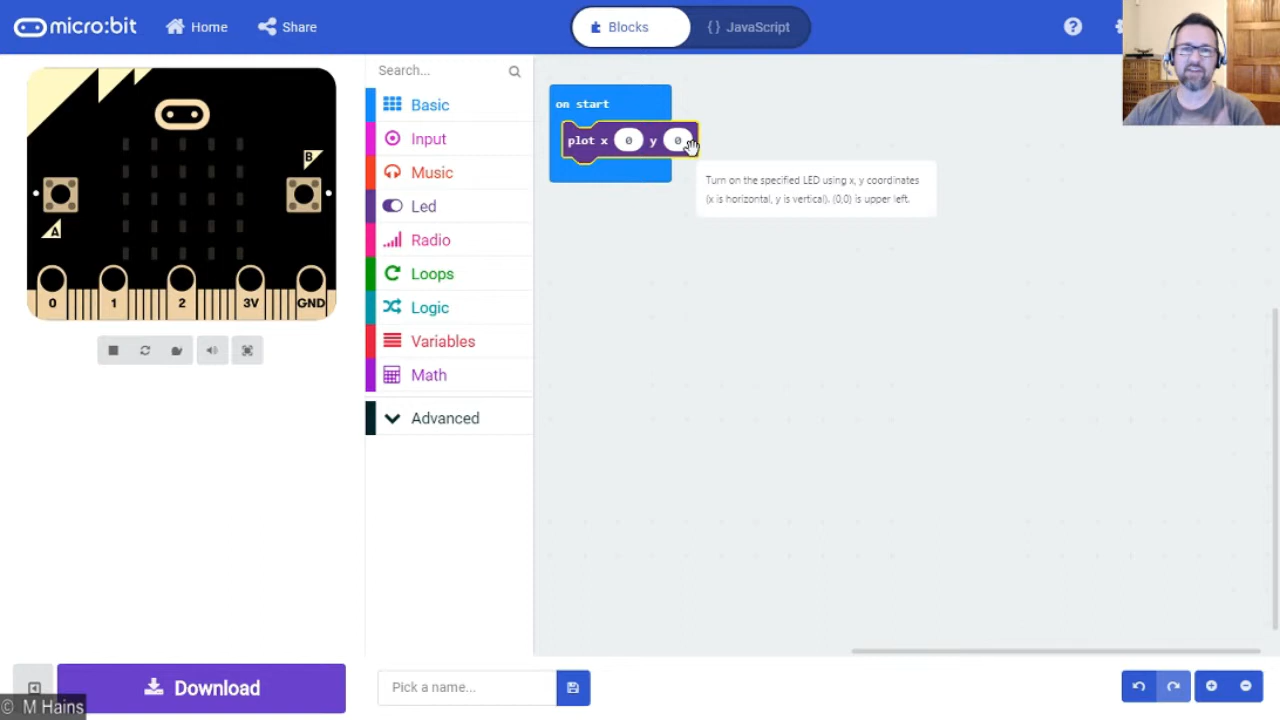 micro:bit
Home
Share
Blocks
{ } JavaScript
?
B
A
0
1
2
3V
GND
Search...
Basic
Input
Music
Led
Radio
Loops
Logic
Variables
Math
Advanced
on start
plot x 0 y 0
Turn on the specified LED using x, y coordinates
(x is horizontal, y is vertical). (0,0) is upper left.
Download
Pick a name...
© M Hains